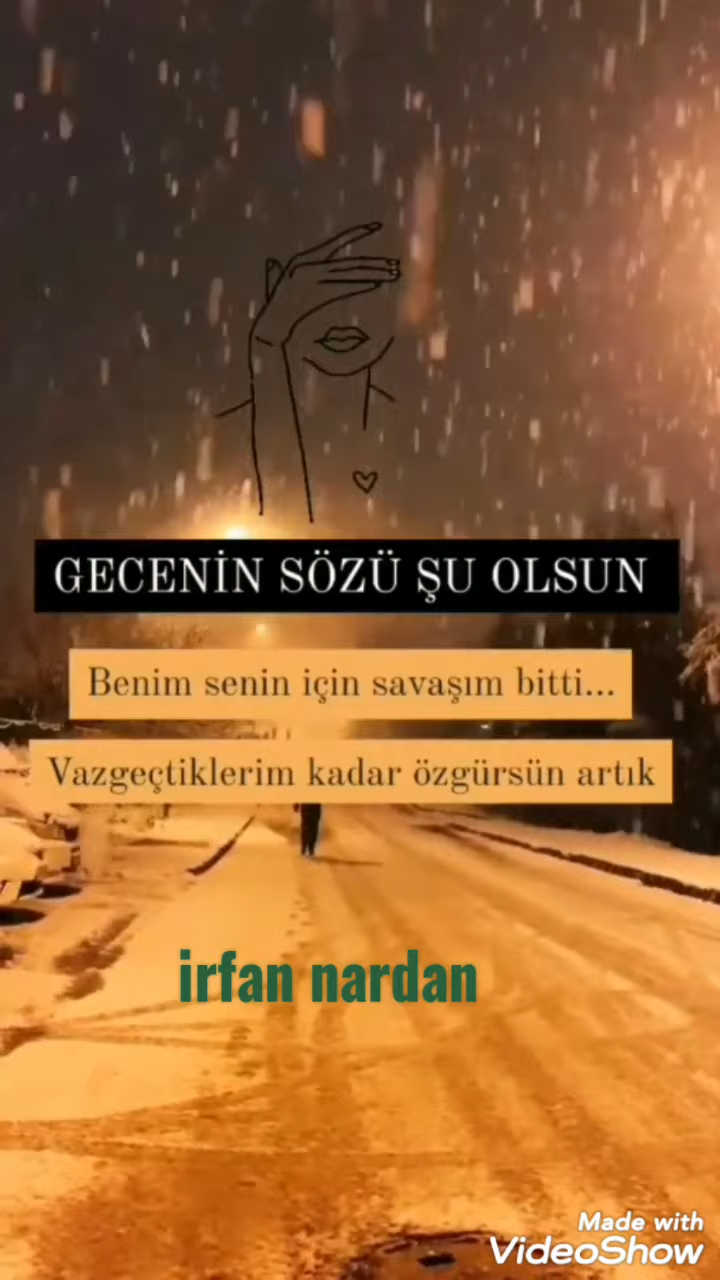 GECENİN SÖZÜ ŞU OLSUN
Benim senin için savaşım bitti...
Vazgeçtiklerim kadar özgürsün artık
irfan nardan
Made with
VideoShow